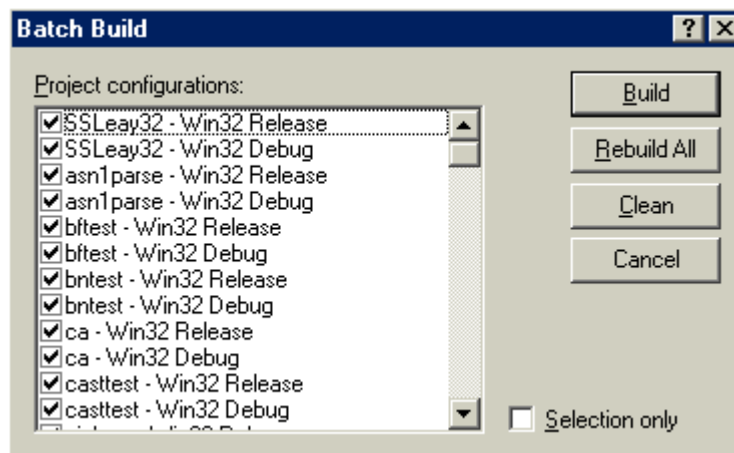 Batch Build
Project configurations:
SSLeay32 - Win32 Release
SSLeay32 - Win32 Debug
asn1parse - Win32 Release
asn1parse - Win32 Debug
bftest - Win32 Release
bftest - Win32 Debug
bntest - Win32 Release
bntest - Win32 Debug
ca - Win32 Release
ca - Win32 Debug
casttest - Win32 Release
casttest - Win32 Debug
Build
Rebuild All
Clean
Cancel
Selection only